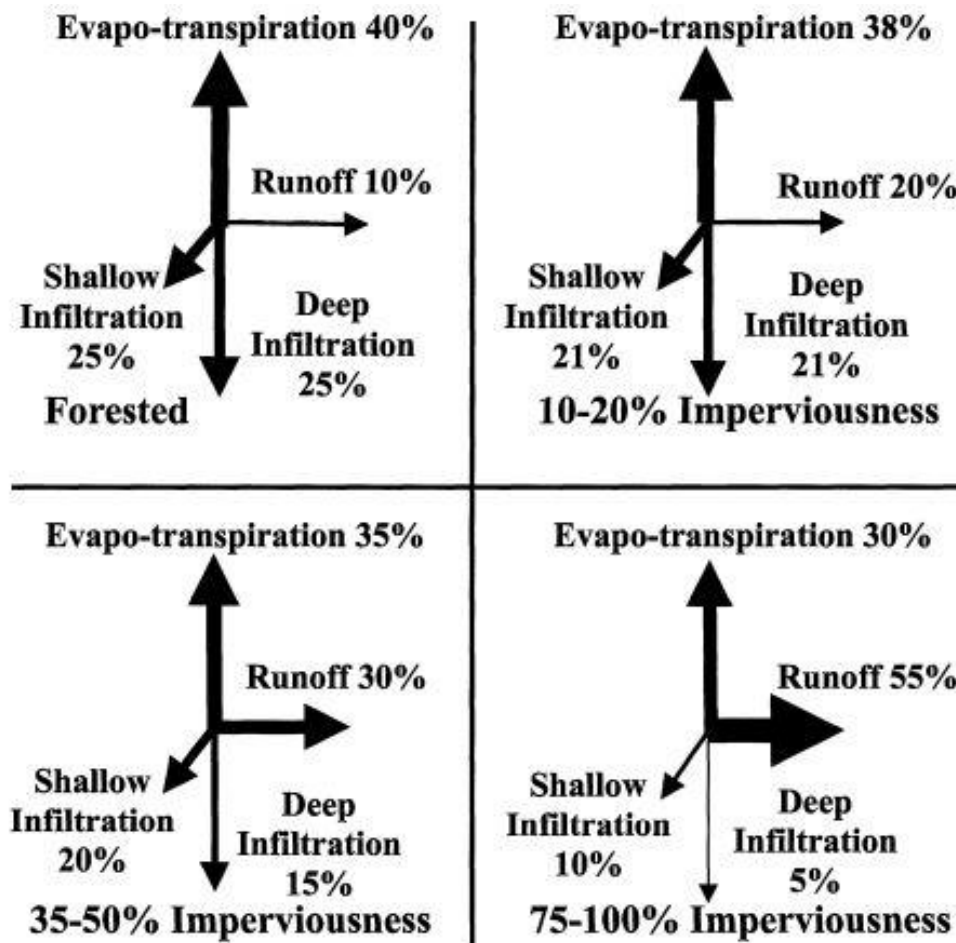 Evapo-transpiration 40%
Runoff 10%
Shallow
Infiltration
25%
Deep
Infiltration
25%
Forested
Evapo-transpiration 38%
Runoff 20%
Shallow
Infiltration
21%
Deep
Infiltration
21%
10-20% Imperviousness
Evapo-transpiration 35%
Runoff 30%
Shallow
Infiltration
20%
Deep
Infiltration
15%
35-50% Imperviousness
Evapo-transpiration 30%
Runoff 55%
Shallow
Infiltration
10%
Deep
Infiltration
5%
75-100% Imperviousness